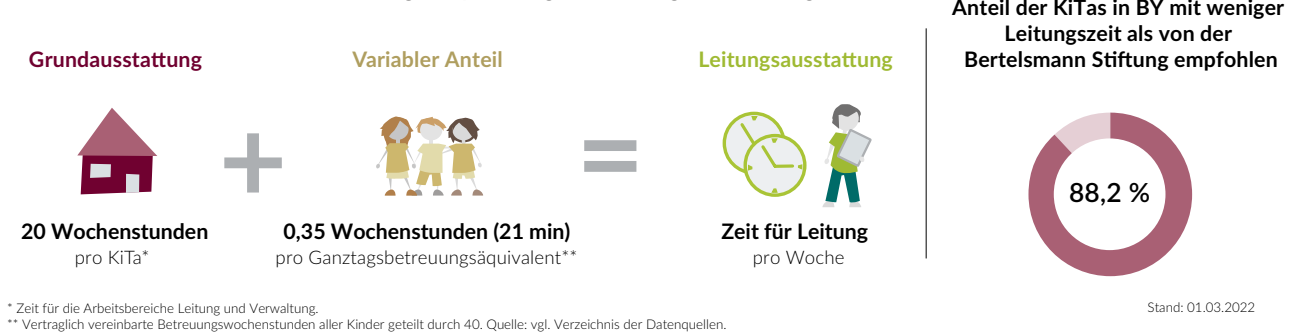 Grundausstattung
Variabler Anteil
Leitungsausstattung
Anteil der KiTas in BY mit weniger
Leitungszeit als von der
Bertelsmann Stiftung empfohlen
20 Wochenstunden
pro KiTa*
0,35 Wochenstunden (21 min)
pro Ganztagsbetreuungsäquivalent**
Zeit für Leitung
pro Woche
88,2 %
* Zeit für die Arbeitsbereiche Leitung und Verwaltung.
** Vertraglich vereinbarte Betreuungswochenstunden aller Kinder geteilt durch 40. Quelle: vgl. Verzeichnis der Datenquellen.
Stand: 01.03.2022